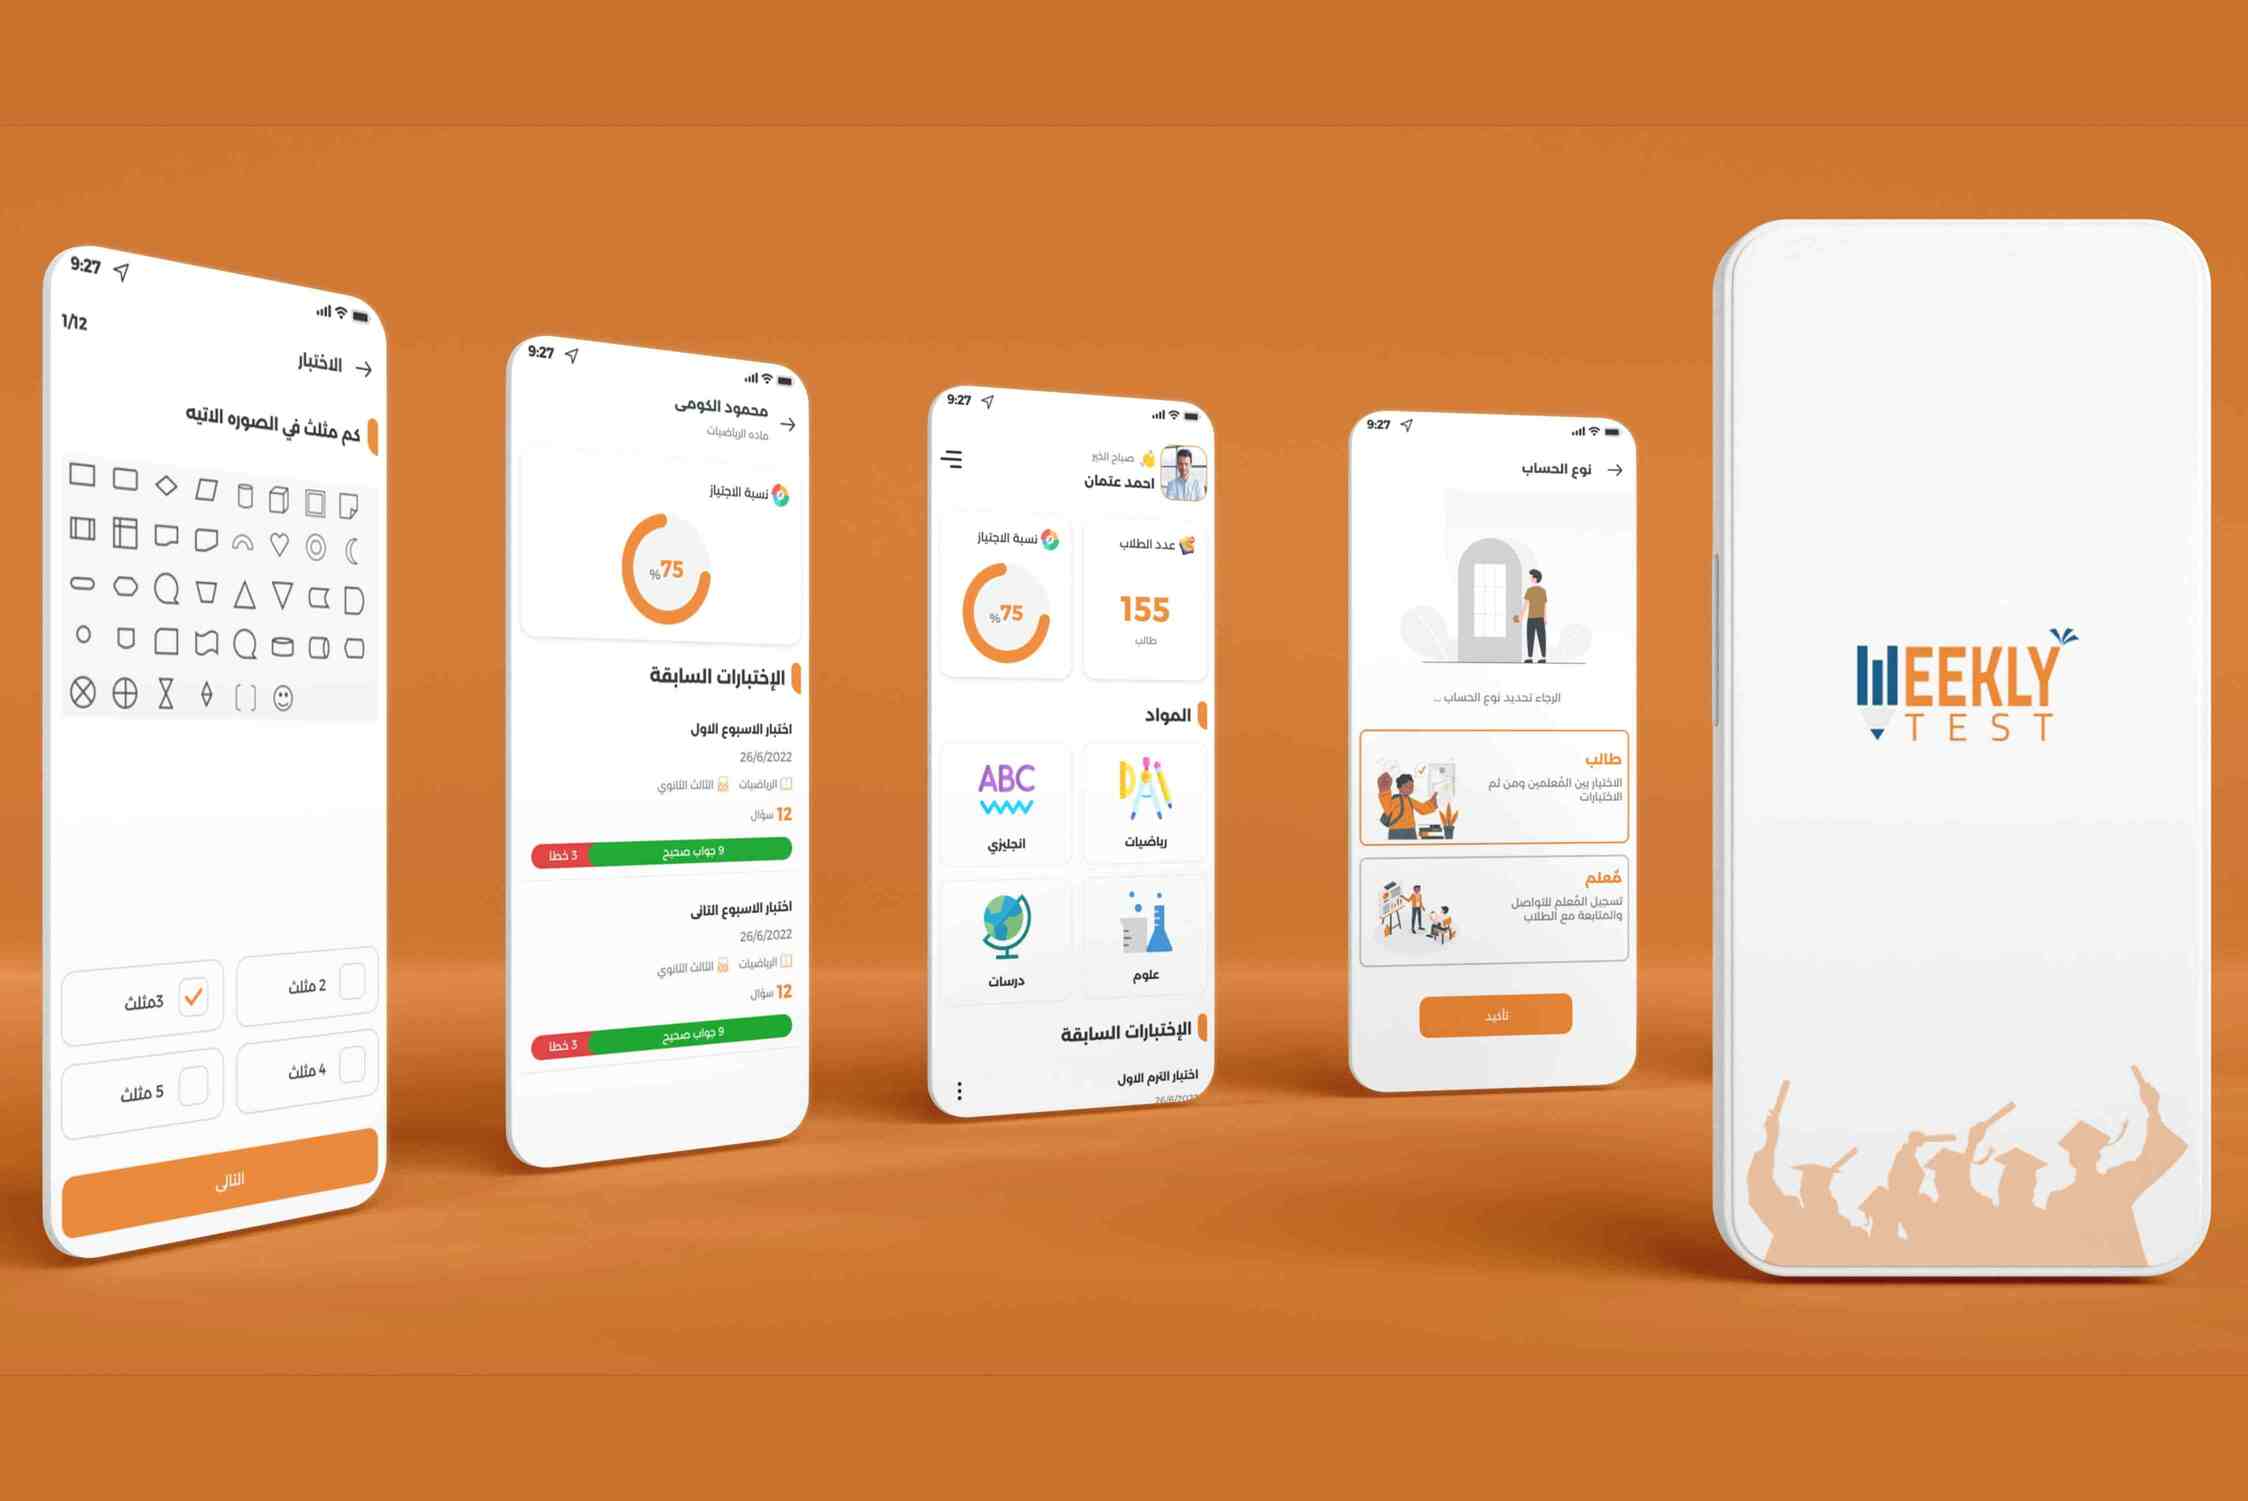 9:27
1/12
الاختبار
كم مثلث في الصوره الاتيه
2 مثلث
3مثلث
4 مثلث
5 مثلث
التالى
9:27
محمود الكومى
ماده الرياضيات
نسبة الاجتياز
%75
الإختبارات السابقة
اختبار الاسبوع الاول
26/6/2022
الرياضيات
الثالث الثانوي
12 سؤال
9 جواب صحيح
3 خطا
اختبار الاسبوع الثانى
26/6/2022
الرياضيات
الثالث الثانوي
12 سؤال
9 جواب صحيح
3 خطا
9:27
صباح الخير
احمد عتمان
عدد الطلاب
155
طالب
نسبة الاجتياز
%75
المواد
رياضيات
ABC
انجليزي
علوم
درسات
الإختبارات السابقة
اختبار الترم الاول
26/6/2022
9:27
نوع الحساب
الرجاء تحديد نوع الحساب ...
طالب
الاختيار بين المُعلمين ومن ثم
الاختبارات
مُعلم
تسجيل المُعلم للتواصل
والمتابعة مع الطلاب
تأكيد
WEEKLY
TEST